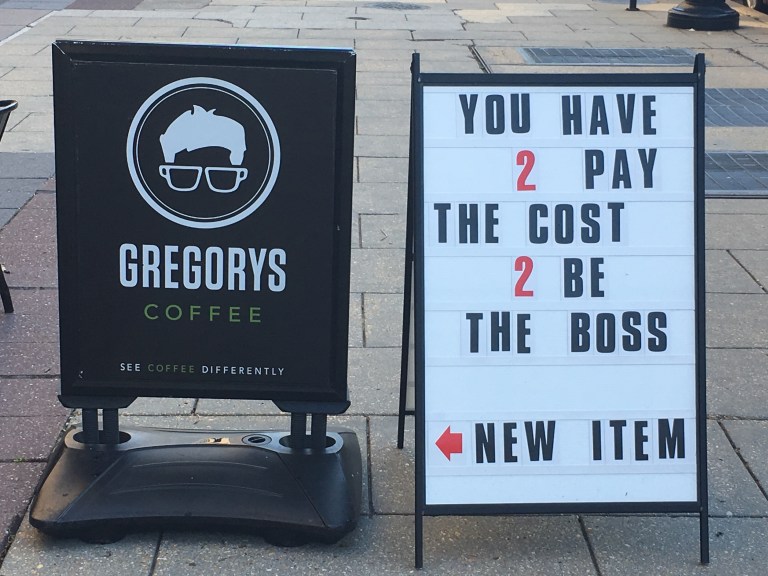 GREGORYS
COFFEE
SEE COFFEE DIFFERENTLY
YOU HAVE
2 PAY
THE COST
2 BE
THE BOSS
NEW ITEM